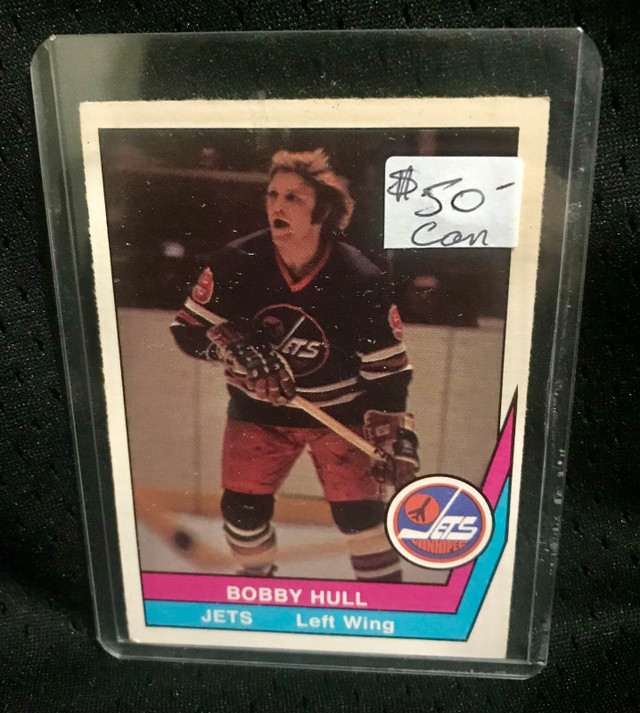 $50-
Can
JETS
JETS
WINNIPEG
BOBBY HULL
JETS Left Wing